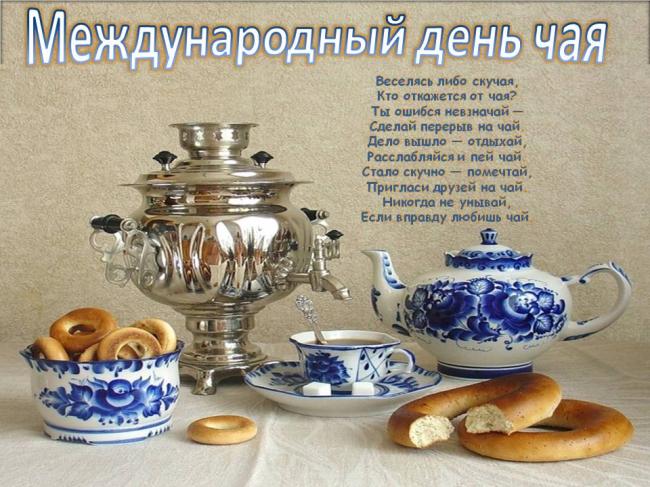 Международный день чая
Веселясь либо скучая,
Кто откажется от чая?
Ты ошибся невзначай —
Сделай перерыв на чай.
Дело вышло — отдыхай,
Расслабляйся и пей чай.
Стало скучно — помечтай,
Пригласи друзей на чай.
Никогда не унывай,
Если вправду любишь чай.